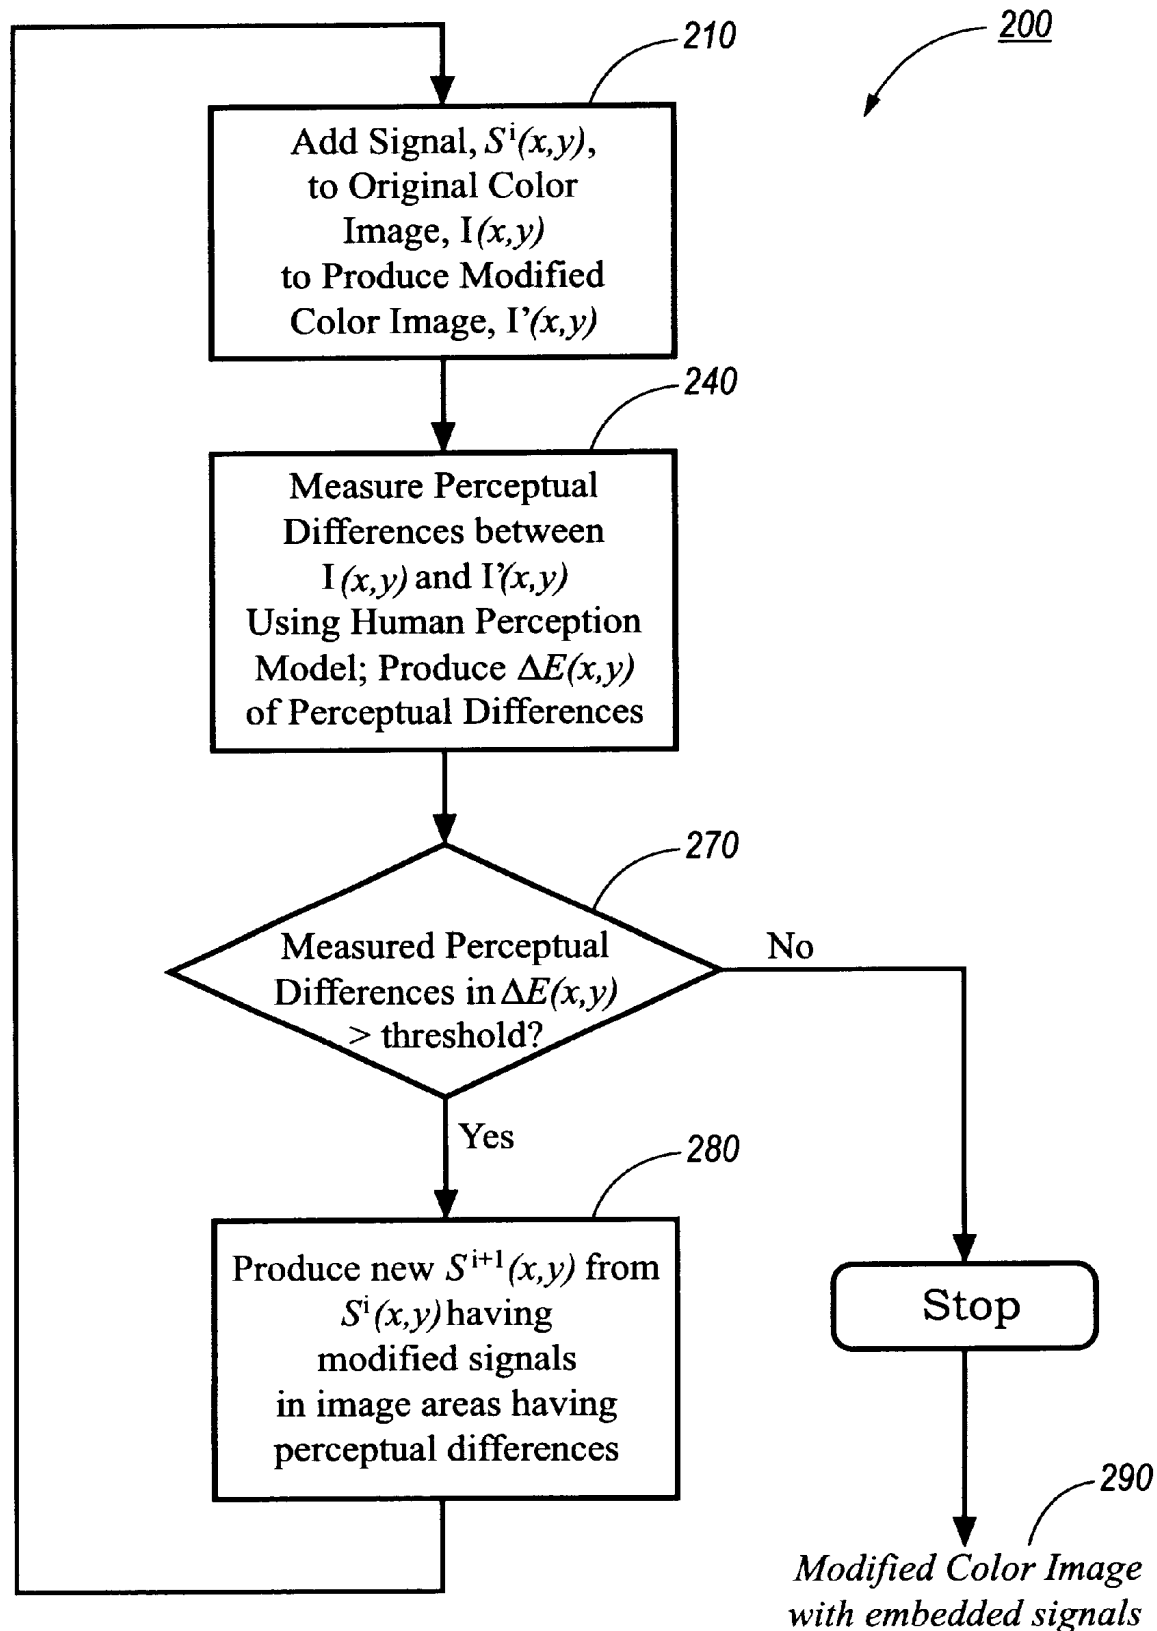 200
210
Add Signal, Sⁱ(x,y),
to Original Color
Image, I(x,y)
to Produce Modified
Color Image, I’(x,y)
240
Measure Perceptual
Differences between
I(x,y) and I’(x,y)
Using Human Perception
Model; Produce ΔE(x,y)
of Perceptual Differences
270
Measured Perceptual
Differences in ΔE(x,y)
> threshold?
No
Yes
280
Produce new Sⁱ⁺¹(x,y) from
Sⁱ(x,y) having
modified signals
in image areas having
perceptual differences
Stop
290
Modified Color Image
with embedded signals